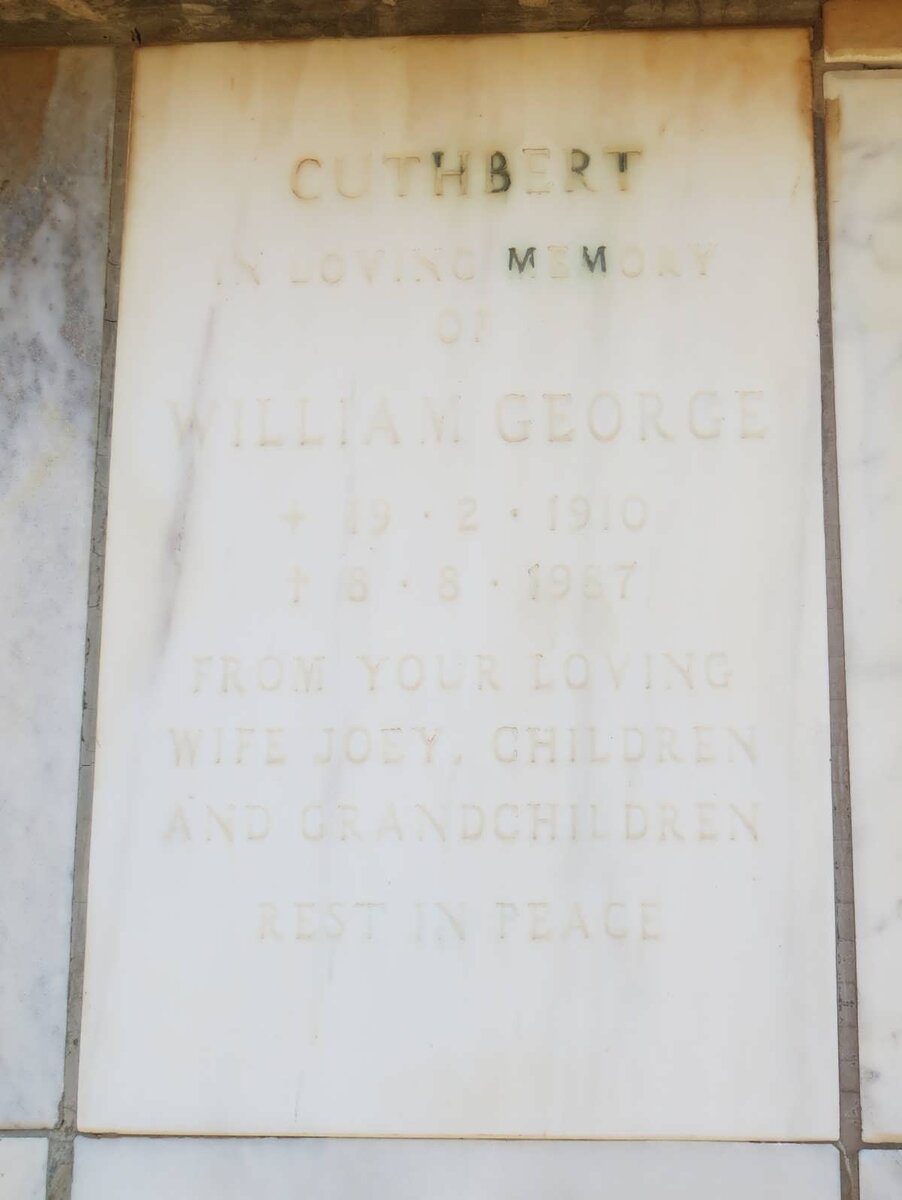 CUTHBERT
IN LOVING MEMORY
OF
WILLIAM GEORGE
+ 19 · 2 · 1910
† 8 · 8 · 1987
FROM YOUR LOVING
WIFE JOEY, CHILDREN
AND GRANDCHILDREN
REST IN PEACE